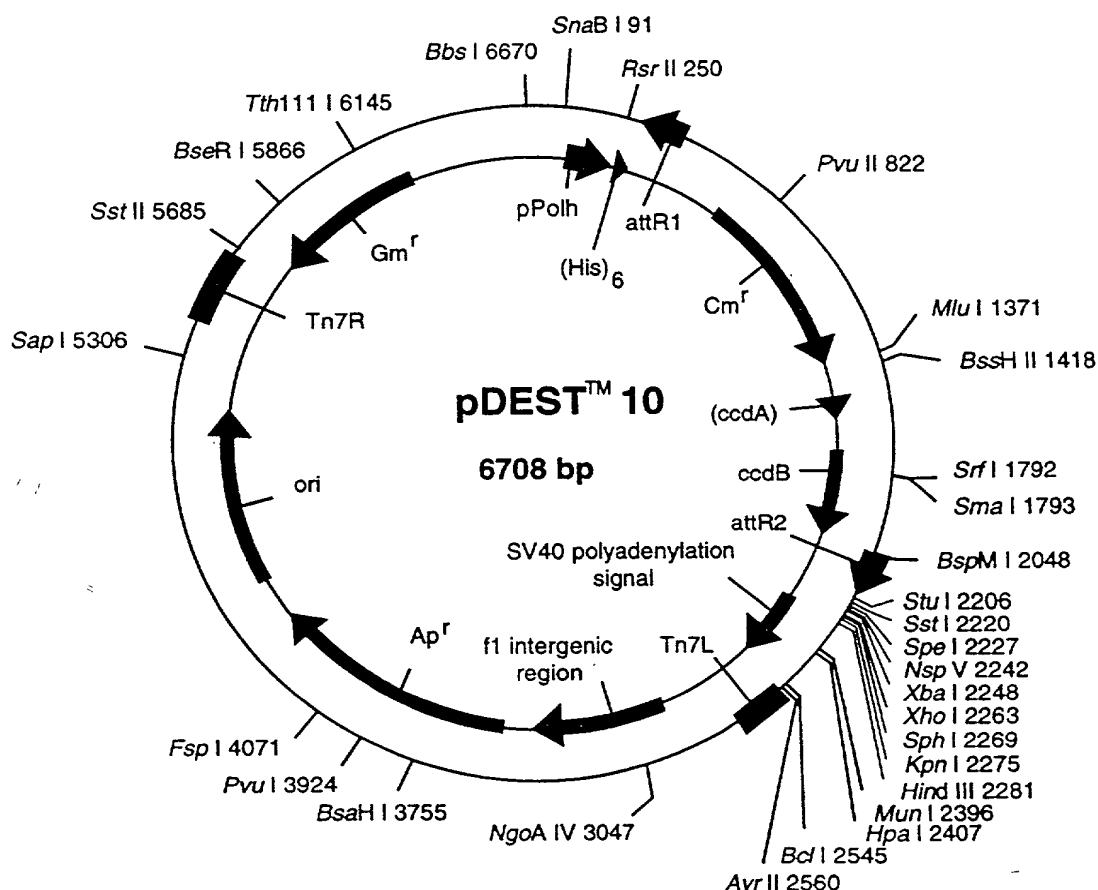 SnaB I 91
Bbs I 6670
Rsr II 250
Tth111 I 6145
BseR I 5866
Pvu II 822
Sst II 5685
pPolh
attR1
Gm^r
(His)6
Cm^r
Tn7R
Mlu I 1371
Sap I 5306
BssH II 1418
pDEST™ 10
(ccdA)
6708 bp
ccdB
Srf I 1792
ori
Sma I 1793
attR2
SV40 polyadenylation
signal
BspM I 2048
Stu I 2206
Sst I 2220
Ap^r
f1 intergenic
region
Tn7L
Spe I 2227
Nsp V 2242
Xba I 2248
Xho I 2263
Sph I 2269
Fsp I 4071
Kpn I 2275
Pvu I 3924
Hind III 2281
BsaH I 3755
Mun I 2396
NgoA IV 3047
Hpa I 2407
Bcl I 2545
Avr II 2560